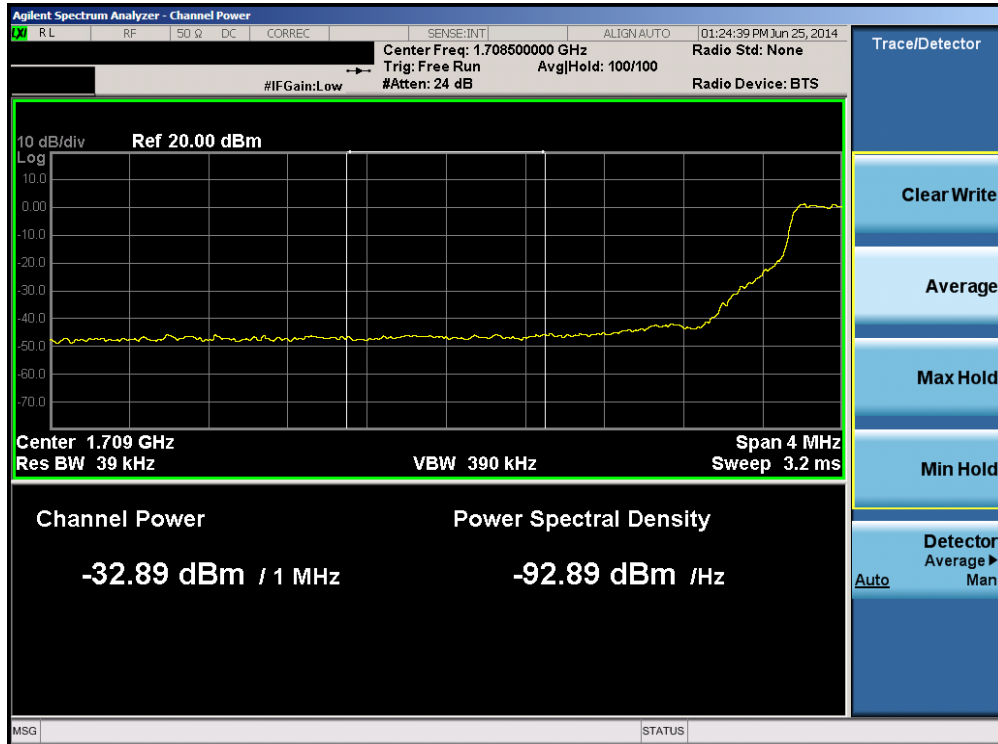 Agilent Spectrum Analyzer - Channel Power
LXI RL RF 50 Ω DC CORREC SENSE:INT ALIGN AUTO 01:24:39 PM Jun 25, 2014
Center Freq: 1.708500000 GHz Radio Std: None
Trig: Free Run Avg|Hold: 100/100
#IFGain:Low #Atten: 24 dB Radio Device: BTS
10 dB/div Ref 20.00 dBm
Log
10.0
0.00
-10.0
-20.0
-30.0
-40.0
-50.0
-60.0
-70.0
Center 1.709 GHz Span 4 MHz
Res BW 39 kHz VBW 390 kHz Sweep 3.2 ms
Channel Power Power Spectral Density
-32.89 dBm / 1 MHz -92.89 dBm /Hz
Trace/Detector
Clear Write
Average
Max Hold
Min Hold
Detector
Average▶
Auto Man
MSG STATUS